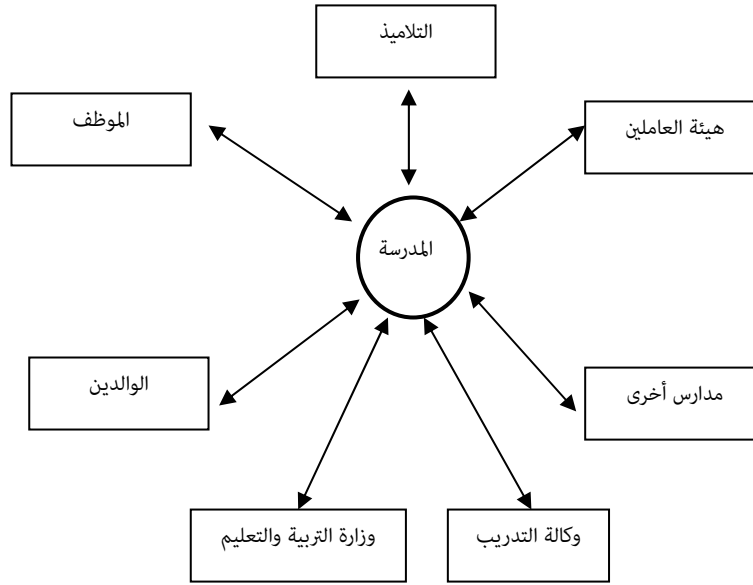 التلاميذ
الموظف
هيئة العاملين
المدرسة
الوالدين
مدارس أخرى
وزارة التربية والتعليم
وكالة التدريب